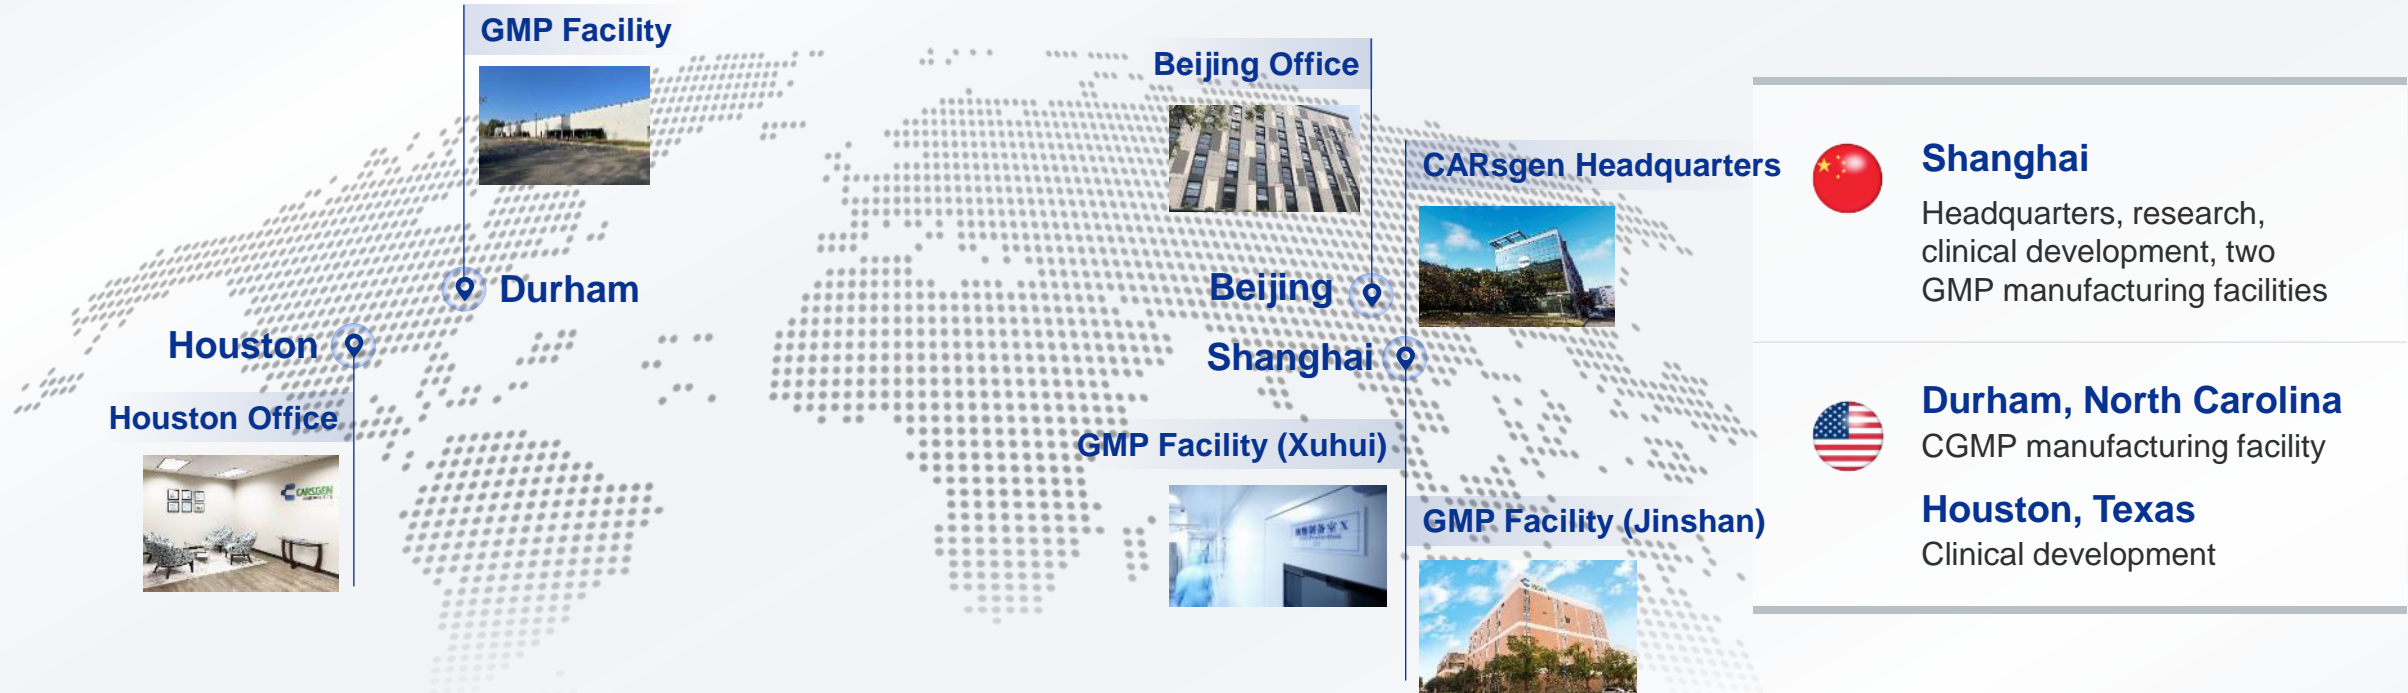 GMP Facility
Durham
Houston
Houston Office
CARSGEN
Beijing Office
Beijing
CARsgen Headquarters
Shanghai
GMP Facility (Xuhui)
GMP Facility (Jinshan)
Shanghai
Headquarters, research,
clinical development, two
GMP manufacturing facilities
Durham, North Carolina
CGMP manufacturing facility
Houston, Texas
Clinical development